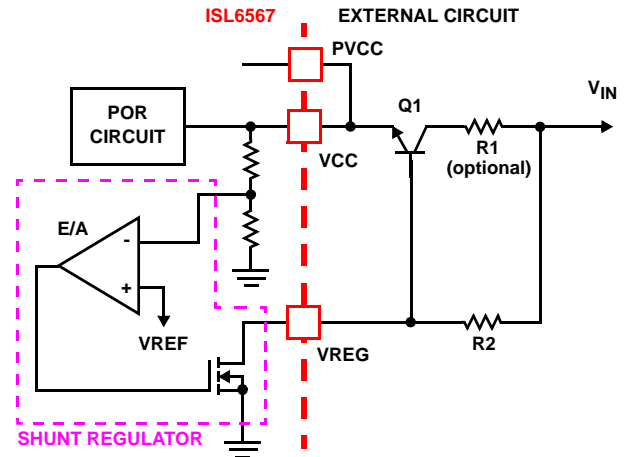 ISL6567
EXTERNAL CIRCUIT
PVCC
POR
CIRCUIT
Q1
VIN
VCC
R1
(optional)
E/A
-
+
VREF
VREG
R2
SHUNT REGULATOR